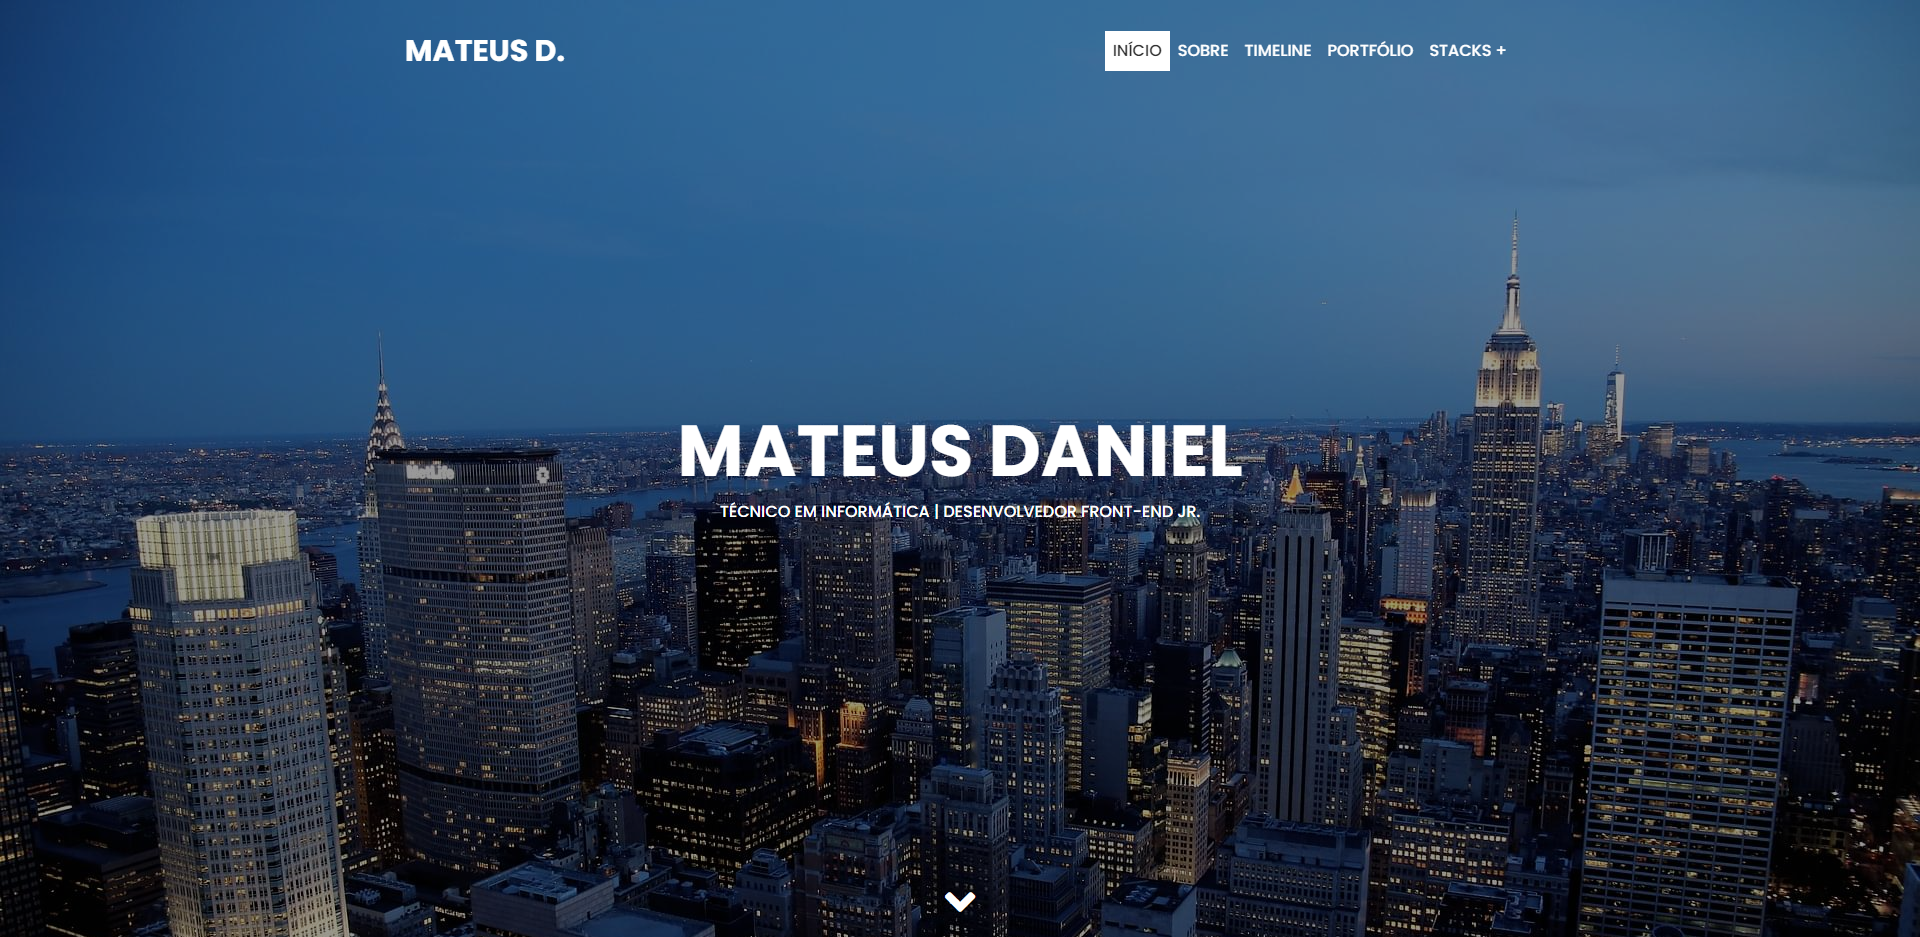 MATEUS D.
INÍCIO SOBRE TIMELINE PORTFÓLIO STACKS +
MATEUS DANIEL
TÉCNICO EM INFORMÁTICA | DESENVOLVEDOR FRONT-END JR.